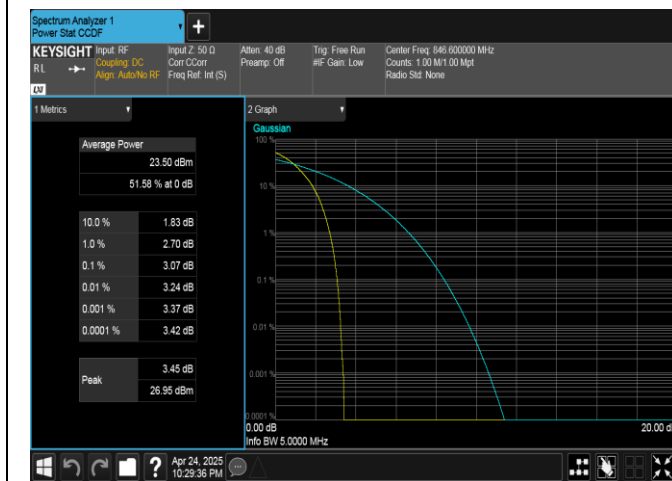 Spectrum Analyzer 1
Power Stat CCDF
+
KEYSIGHT
RL
LXI
Input: RF
Coupling: DC
Align: Auto/No RF
Input Z: 50 Ω
Corr CCorr
Freq Ref: Int (S)
Atten: 40 dB
Preamp: Off
Trig: Free Run
#IF Gain: Low
Center Freq: 846.600000 MHz
Counts: 1.00 M/1.00 Mpt
Radio Std: None
1 Metrics
Average Power
23.50 dBm
51.58 % at 0 dB
10.0 % 1.83 dB
1.0 % 2.70 dB
0.1 % 3.07 dB
0.01 % 3.24 dB
0.001 % 3.37 dB
0.0001 % 3.42 dB
Peak
3.45 dB
26.95 dBm
2 Graph
Gaussian
100 %
10 %
1 %
0.1 %
0.01 %
0.001 %
0.0001 %
0.00 dB
20.00 d
Info BW 5.0000 MHz
?
Apr 24, 2025
10:29:36 PM